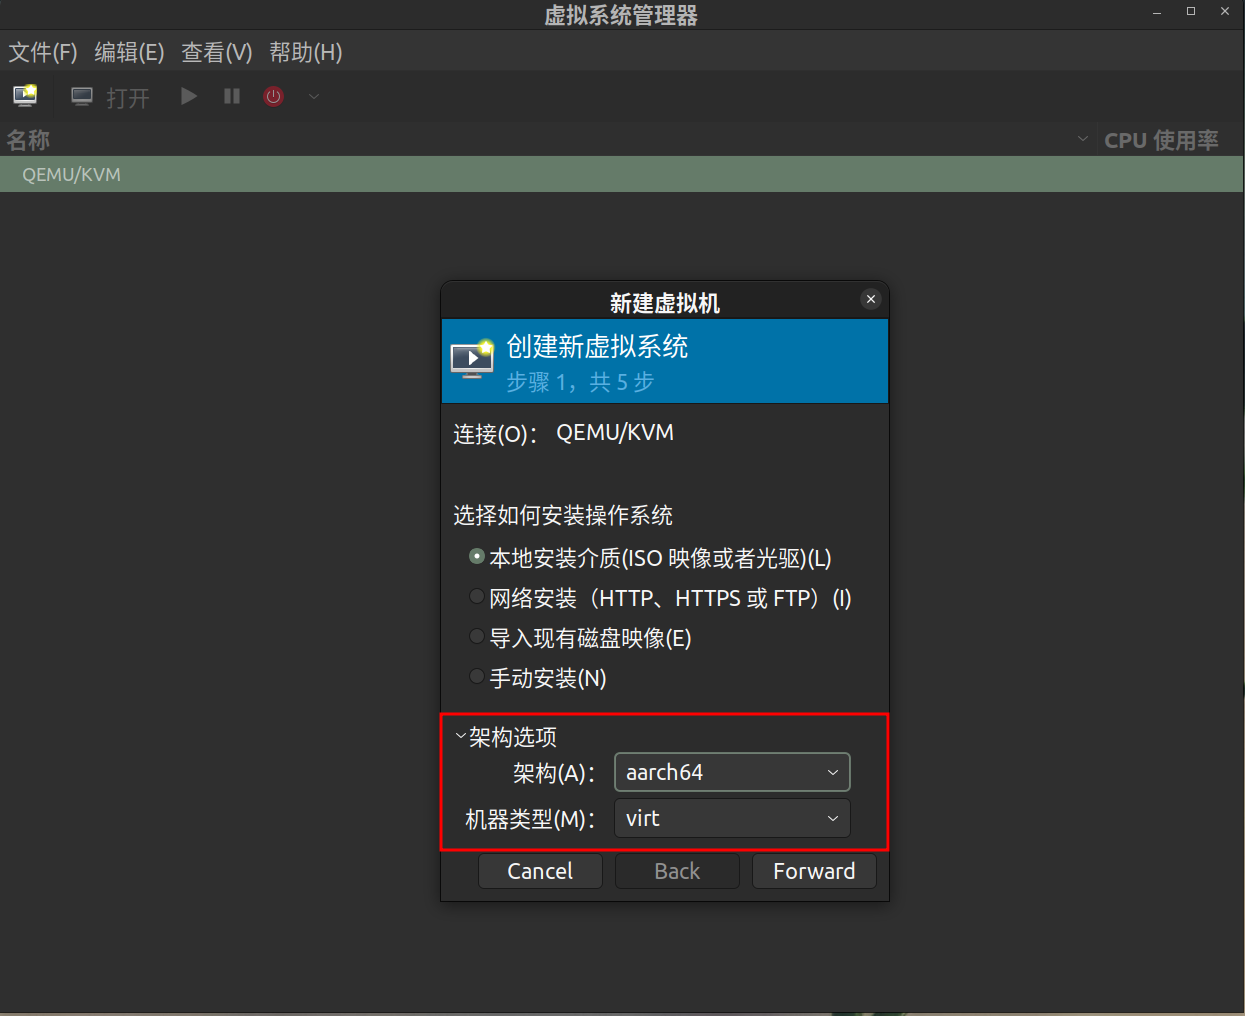 虚拟系统管理器
文件(F) 编辑(E) 查看(V) 帮助(H)
打开
名称 CPU 使用率
QEMU/KVM
新建虚拟机
创建新虚拟系统
步骤 1，共 5 步
连接(O)： QEMU/KVM
选择如何安装操作系统
本地安装介质(ISO 映像或者光驱)(L)
网络安装（HTTP、HTTPS 或 FTP）(I)
导入现有磁盘映像(E)
手动安装(N)
架构选项
架构(A)： aarch64
机器类型(M)： virt
Cancel Back Forward